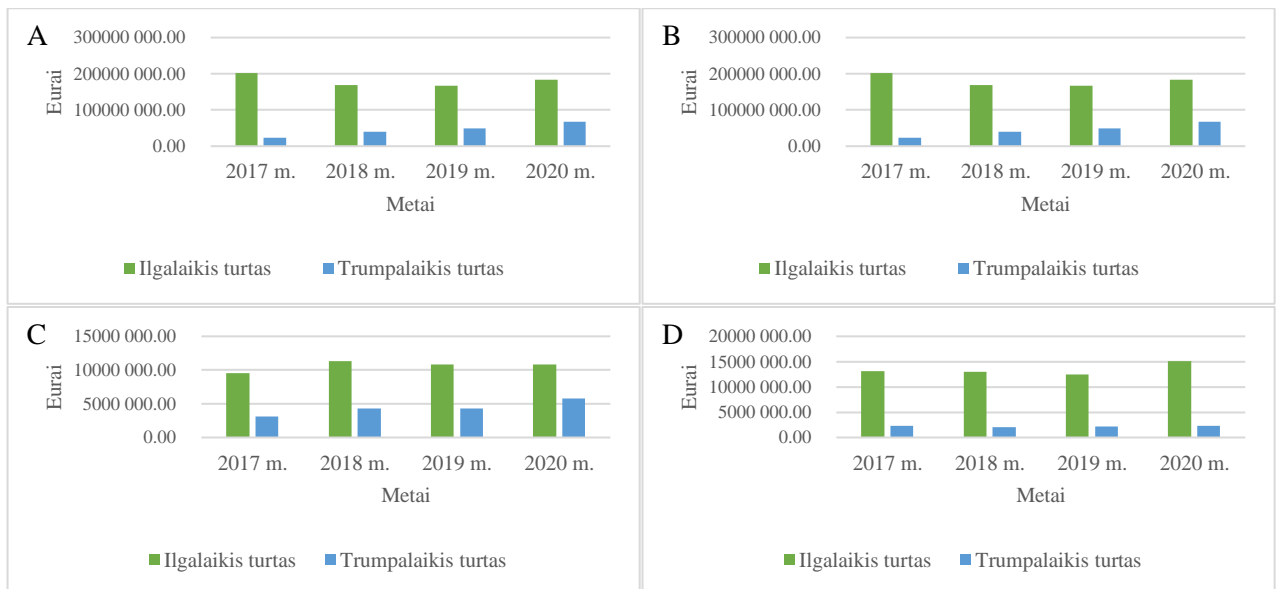 A
300000 000.00
200000 000.00
100000 000.00
0.00
Eurai
2017 m. 2018 m. 2019 m. 2020 m.
Metai
Ilgalaikis turtas Trumpalaikis turtas
B
300000 000.00
200000 000.00
100000 000.00
0.00
Eurai
2017 m. 2018 m. 2019 m. 2020 m.
Metai
Ilgalaikis turtas Trumpalaikis turtas
C
15000 000.00
10000 000.00
5000 000.00
0.00
Eurai
2017 m. 2018 m. 2019 m. 2020 m.
Metai
Ilgalaikis turtas Trumpalaikis turtas
D
20000 000.00
15000 000.00
10000 000.00
5000 000.00
0.00
Eurai
2017 m. 2018 m. 2019 m. 2020 m.
Metai
Ilgalaikis turtas Trumpalaikis turtas